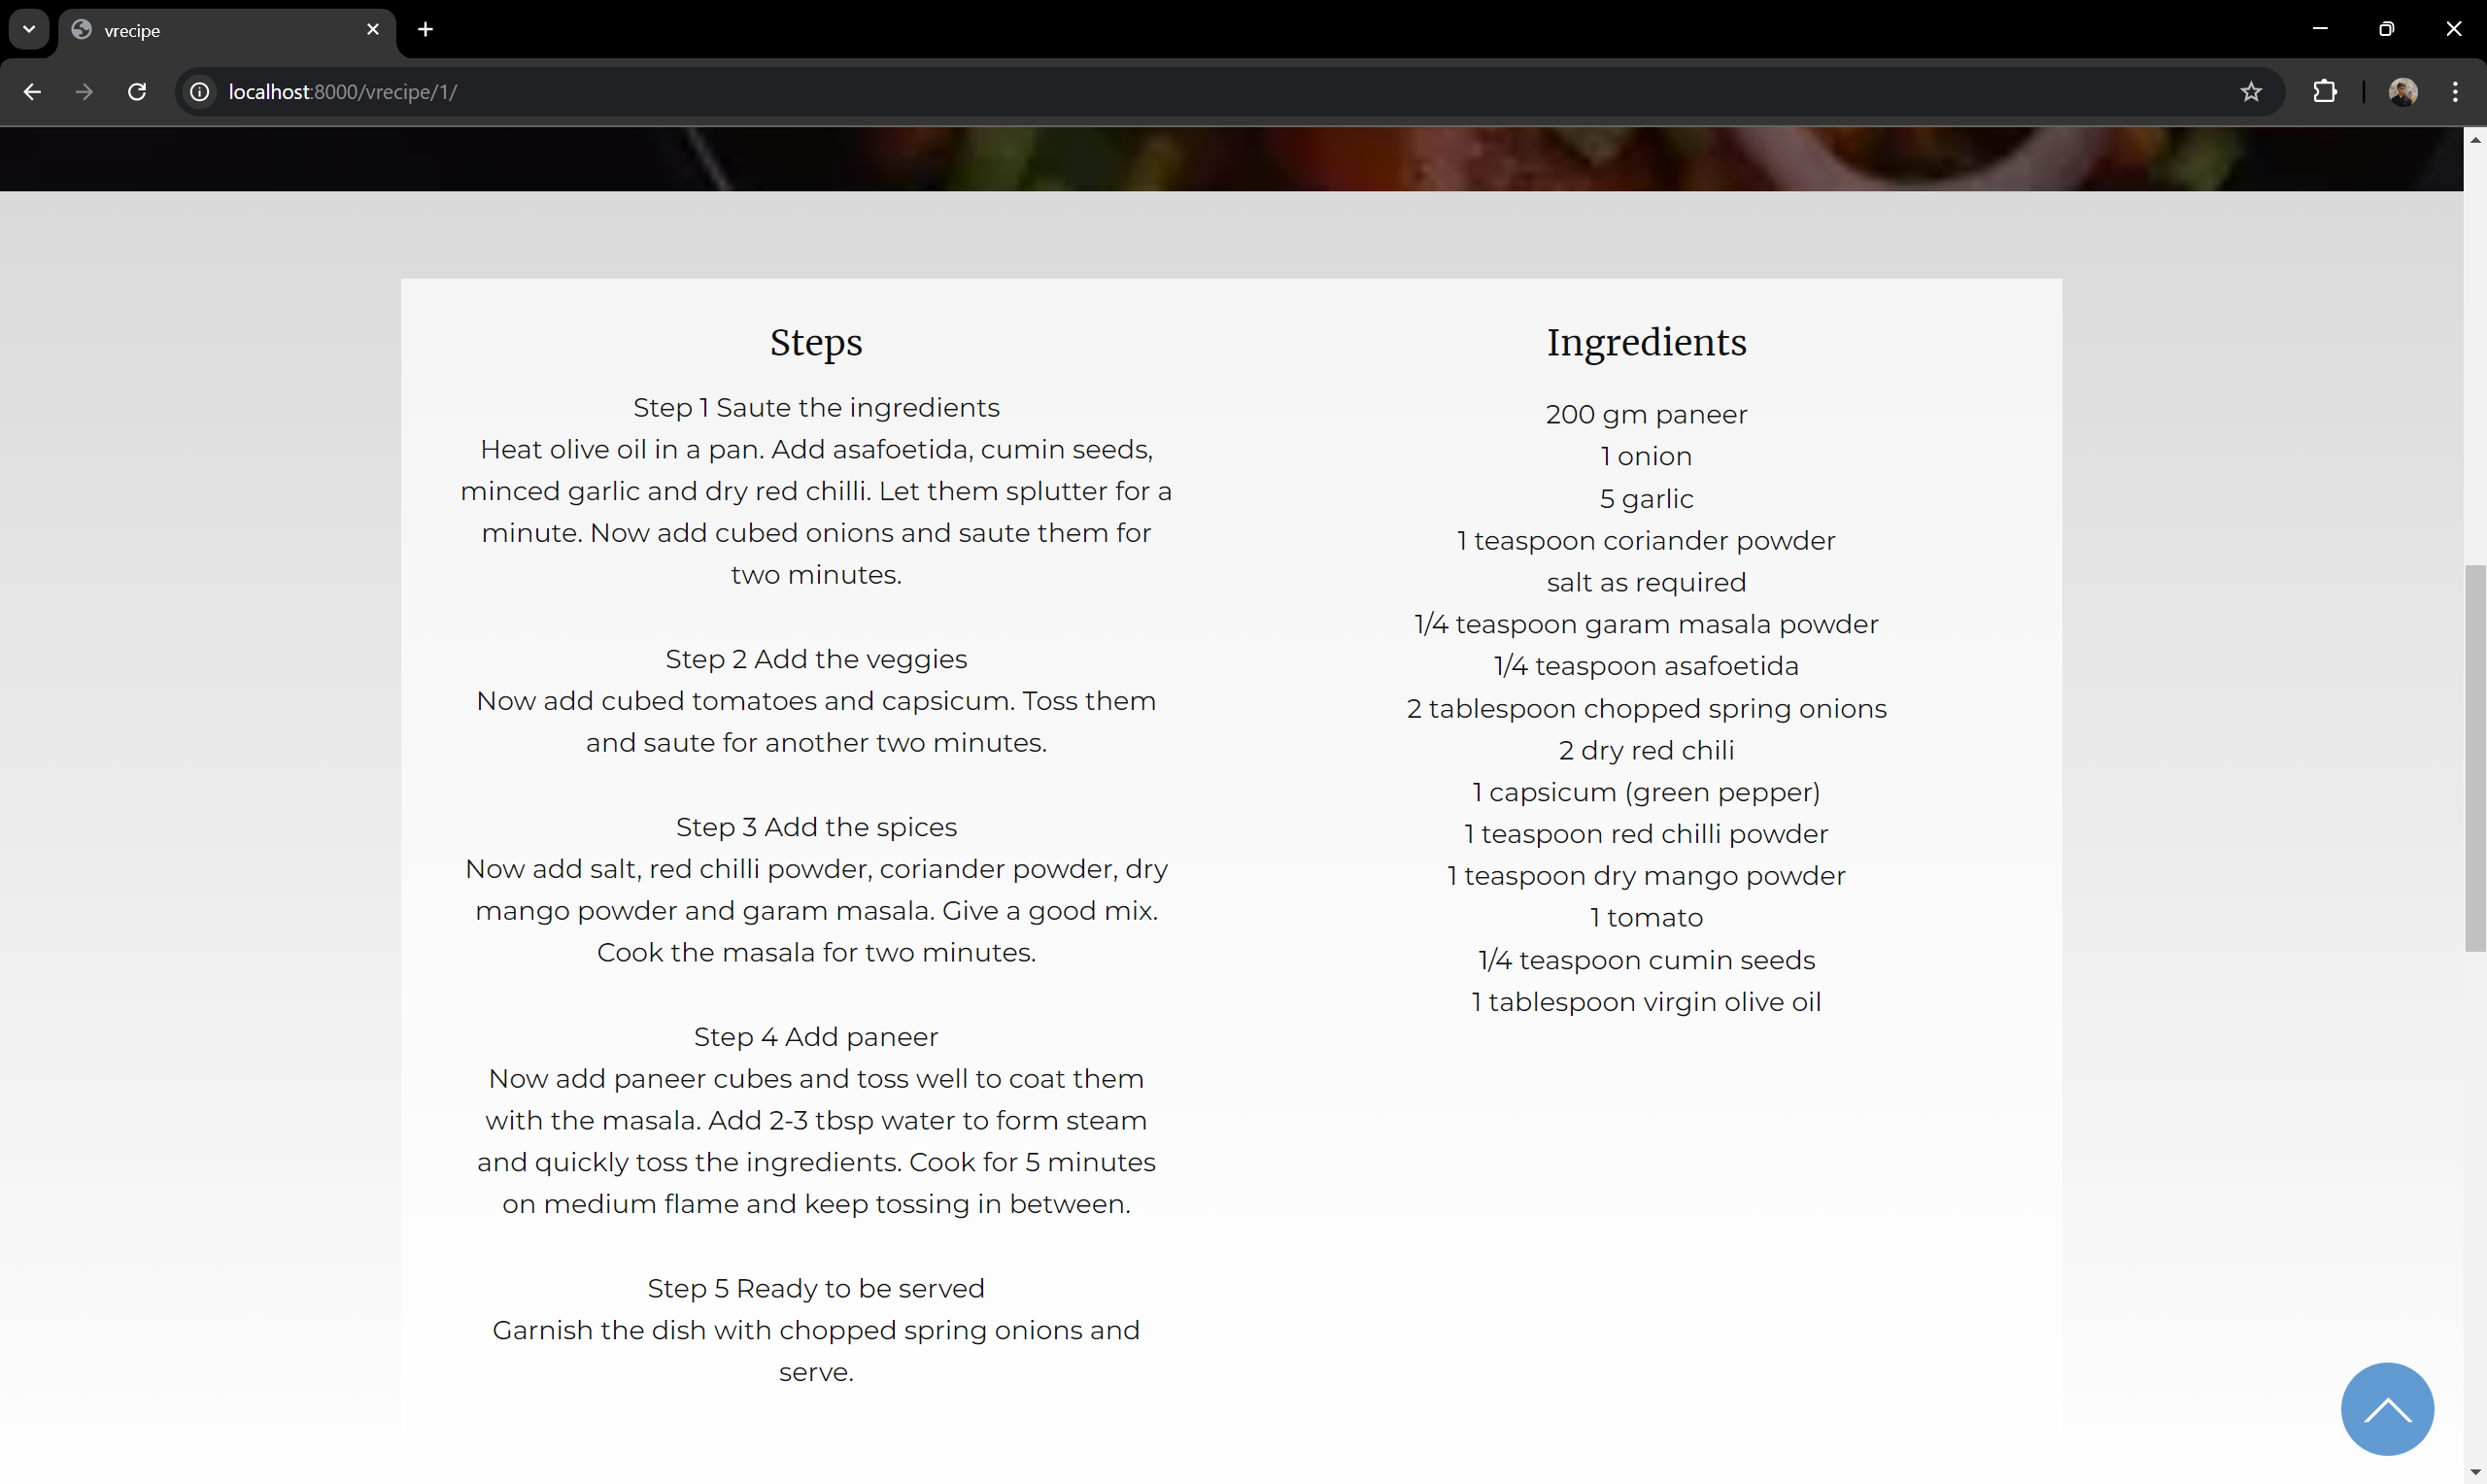 vrecipe
localhost:8000/vrecipe/1/
Steps
Step 1 Saute the ingredients
Heat olive oil in a pan. Add asafoetida, cumin seeds,
minced garlic and dry red chilli. Let them splutter for a
minute. Now add cubed onions and saute them for
two minutes.
Step 2 Add the veggies
Now add cubed tomatoes and capsicum. Toss them
and saute for another two minutes.
Step 3 Add the spices
Now add salt, red chilli powder, coriander powder, dry
mango powder and garam masala. Give a good mix.
Cook the masala for two minutes.
Step 4 Add paneer
Now add paneer cubes and toss well to coat them
with the masala. Add 2-3 tbsp water to form steam
and quickly toss the ingredients. Cook for 5 minutes
on medium flame and keep tossing in between.
Step 5 Ready to be served
Garnish the dish with chopped spring onions and
serve.
Ingredients
200 gm paneer
1 onion
5 garlic
1 teaspoon coriander powder
salt as required
1/4 teaspoon garam masala powder
1/4 teaspoon asafoetida
2 tablespoon chopped spring onions
2 dry red chili
1 capsicum (green pepper)
1 teaspoon red chilli powder
1 teaspoon dry mango powder
1 tomato
1/4 teaspoon cumin seeds
1 tablespoon virgin olive oil